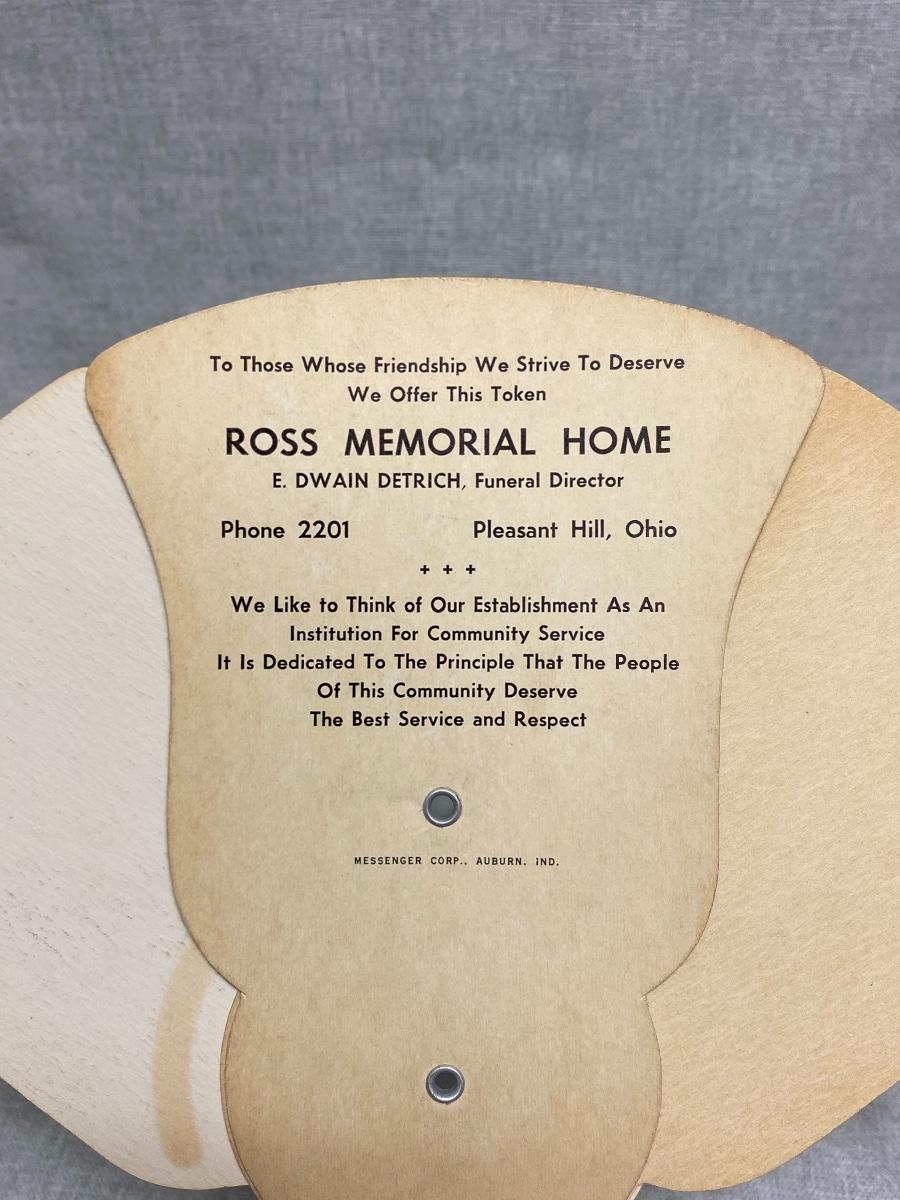 To Those Whose Friendship We Strive To Deserve
We Offer This Token
ROSS MEMORIAL HOME
E. DWAIN DETRICH, Funeral Director
Phone 2201 Pleasant Hill, Ohio
+ + +
We Like to Think of Our Establishment As An
Institution For Community Service
It Is Dedicated To The Principle That The People
Of This Community Deserve
The Best Service and Respect
MESSENGER CORP., AUBURN, IND.